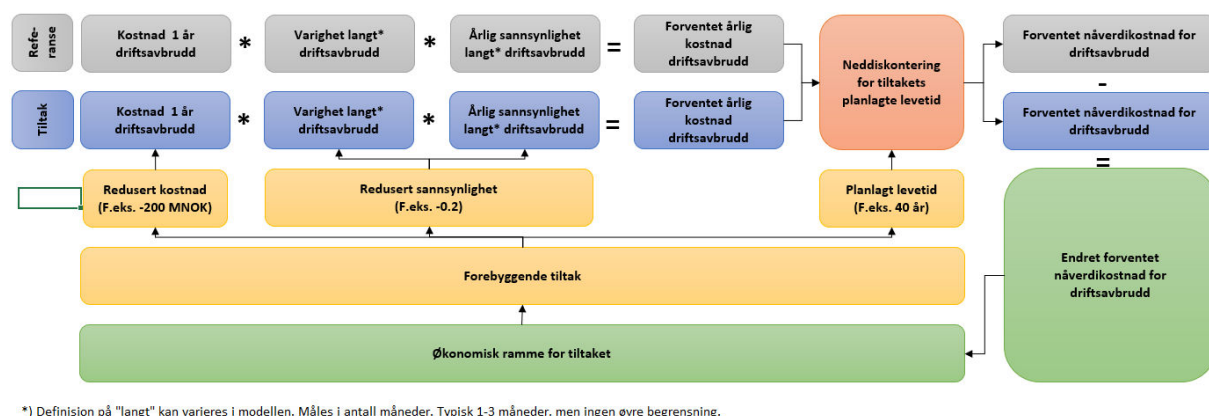 Refe-
ranse
Kostnad 1 år
driftsavbrudd
*
Varighet langt*
driftsavbrudd
*
Årlig sannsynlighet
langt* driftsavbrudd
=
Forventet årlig
kostnad
driftsavbrudd
Neddiskontering
for tiltakets
planlagte levetid
Forventet nåverdikostnad for
driftsavbrudd
-
Tiltak
Kostnad 1 år
driftsavbrudd
*
Varighet langt*
driftsavbrudd
*
Årlig sannsynlighet
langt* driftsavbrudd
=
Forventet årlig
kostnad
driftsavbrudd
Forventet nåverdikostnad for
driftsavbrudd
=
Redusert kostnad
(F.eks. -200 MNOK)
Redusert sannsynlighet
(F.eks. -0.2)
Planlagt levetid
(F.eks. 40 år)
Forebyggende tiltak
Endret forventet
nåverdikostnad for
driftsavbrudd
Økonomisk ramme for tiltaket
*) Definisjon på "langt" kan varieres i modellen. Måles i antall måneder. Typisk 1-3 måneder, men ingen øvre begrensning.